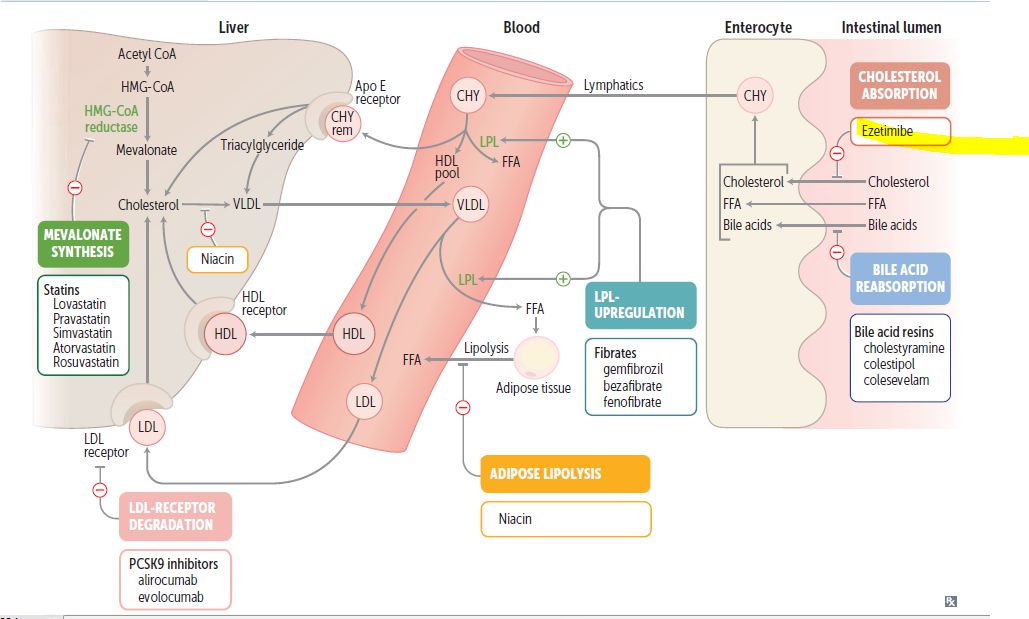 Liver
Blood
Enterocyte
Intestinal lumen
Acetyl CoA
HMG-CoA
HMG-CoA
reductase
Mevalonate
Cholesterol
VLDL
Triacylglyceride
Apo E
receptor
CHY
rem
MEVALONATE
SYNTHESIS
Statins
Lovastatin
Pravastatin
Simvastatin
Atorvastatin
Rosuvastatin
Niacin
HDL
receptor
HDL
LDL
LDL
receptor
LDL-RECEPTOR
DEGRADATION
PCSK9 inhibitors
alirocumab
evolocumab
CHY
LPL
HDL
pool
FFA
VLDL
LPL
HDL
FFA
LDL
Lymphatics
FFA
Lipolysis
Adipose tissue
LPL-
UPREGULATION
Fibrates
gemfibrozil
bezafibrate
fenofibrate
ADIPOSE LIPOLYSIS
Niacin
CHY
Cholesterol
FFA
Bile acids
CHOLESTEROL
ABSORPTION
Ezetimibe
Cholesterol
FFA
Bile acids
BILE ACID
REABSORPTION
Bile acid resins
cholestyramine
colestipol
colesevelam